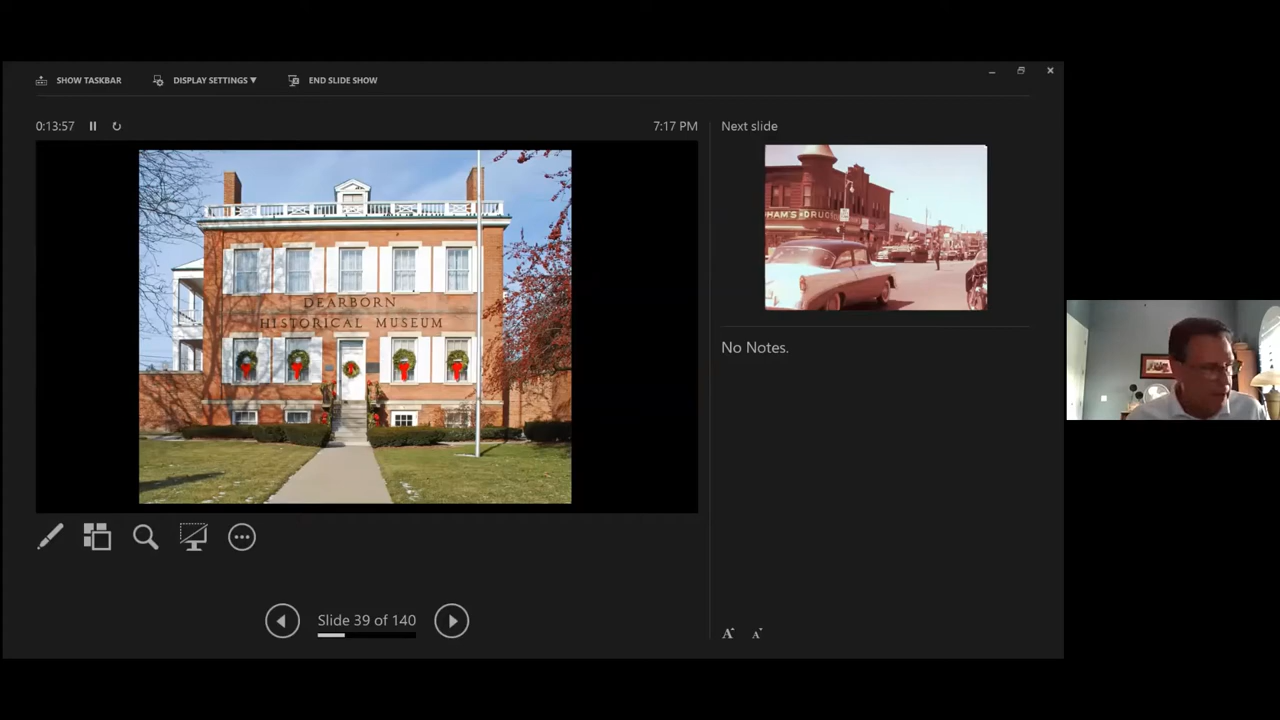 SHOW TASKBAR
DISPLAY SETTINGS ▼
END SLIDE SHOW
0:13:57
7:17 PM
Next slide
DEARBORN
HISTORICAL MUSEUM
HAM'S DRUG
No Notes.
Slide 39 of 140
A A